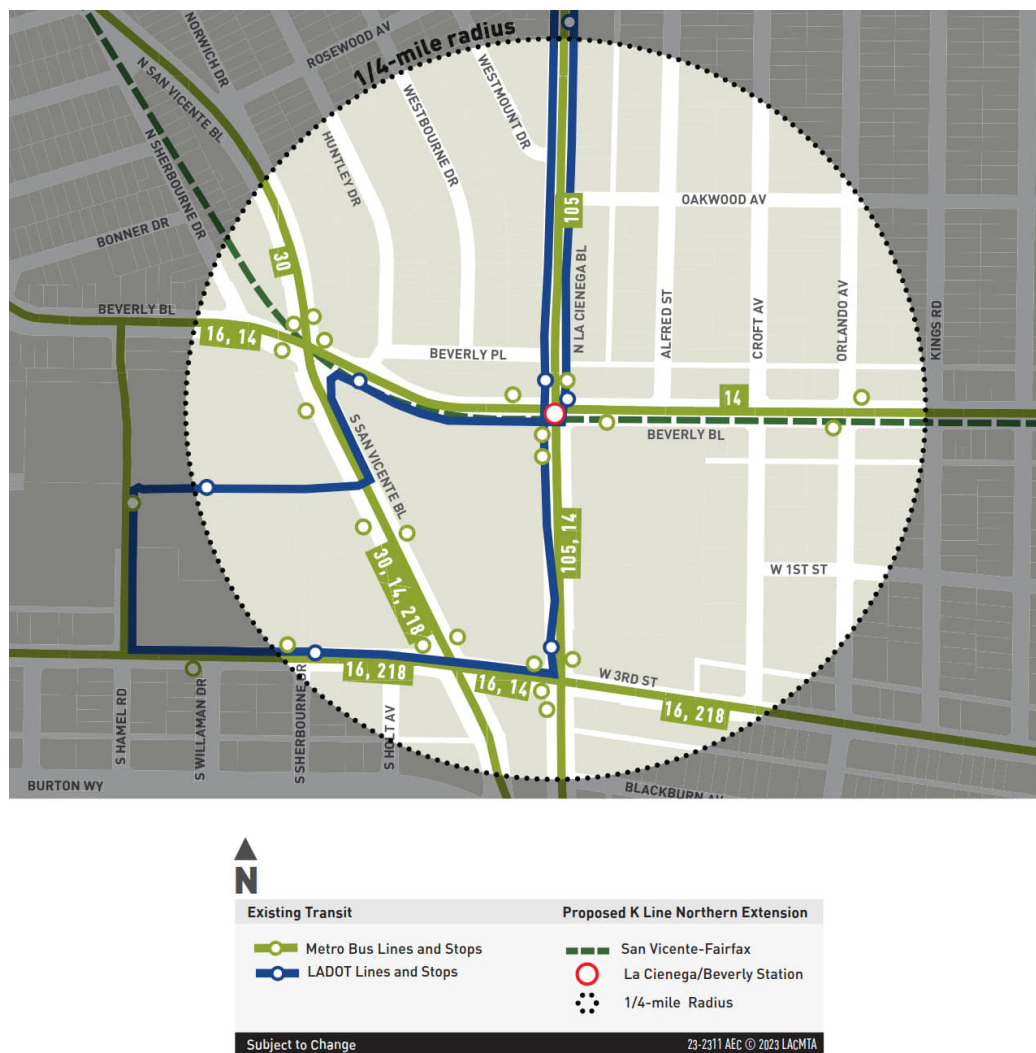 1/4-mile radius
NORWICH DR
ROSEWOOD AV
N SAN VICENTE BL
WESTMOUNT DR
WESTBOURNE DR
HUNTLEY DR
N SHERBOURNE DR
BONNER DR
105
OAKWOOD AV
30
N LA CIENEGA BL
ALFRED ST
CROFT AV
ORLANDO AV
KINGS RD
BEVERLY BL
16, 14
BEVERLY PL
14
BEVERLY BL
S SAN VICENTE BL
105, 14
30, 14, 218
W 1ST ST
16, 218
16, 14
W 3RD ST
16, 218
S HAMEL RD
S WILLAMAN DR
S SHERBOURNE DR
S HOLT AV
BURTON WY
BLACKBURN AV
N
Existing Transit
Metro Bus Lines and Stops
LADOT Lines and Stops
Proposed K Line Northern Extension
San Vicente-Fairfax
La Cienega/Beverly Station
1/4-mile Radius
Subject to Change
23-2311 AEC © 2023 LACMTA